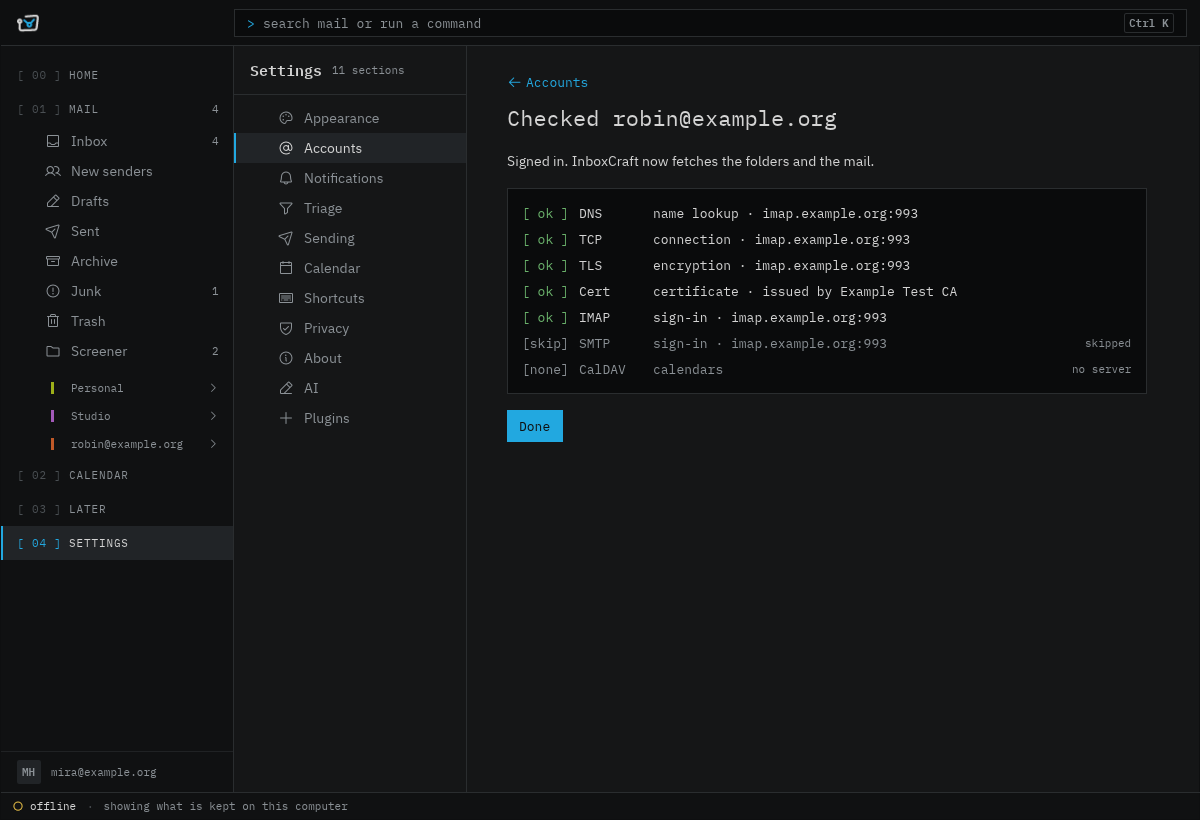 > search mail or run a command Ctrl K
[ 00 ] HOME
[ 01 ] MAIL 4
Inbox 4
New senders
Drafts
Sent
Archive
Junk 1
Trash
Screener 2
Personal
Studio
robin@example.org
[ 02 ] CALENDAR
[ 03 ] LATER
[ 04 ] SETTINGS
MH mira@example.org
Settings 11 sections
Appearance
Accounts
Notifications
Triage
Sending
Calendar
Shortcuts
Privacy
About
AI
Plugins
← Accounts
Checked robin@example.org
Signed in. InboxCraft now fetches the folders and the mail.
[ ok ] DNS name lookup · imap.example.org:993
[ ok ] TCP connection · imap.example.org:993
[ ok ] TLS encryption · imap.example.org:993
[ ok ] Cert certificate · issued by Example Test CA
[ ok ] IMAP sign-in · imap.example.org:993
[skip] SMTP sign-in · imap.example.org:993 skipped
[none] CalDAV calendars no server
Done
offline · showing what is kept on this computer